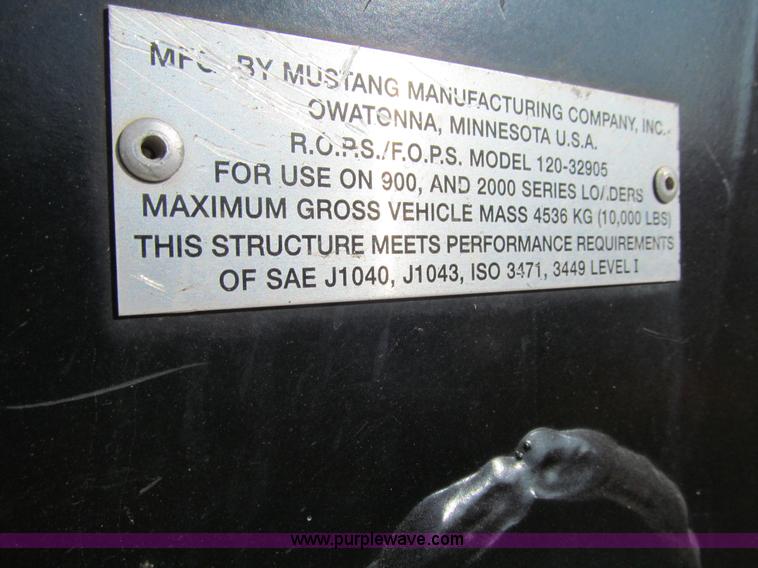 MFG. BY MUSTANG MANUFACTURING COMPANY, INC.
OWATONNA, MINNESOTA U.S.A.
R.O.P.S./F.O.P.S. MODEL 120-32905
FOR USE ON 900, AND 2000 SERIES LOADERS
MAXIMUM GROSS VEHICLE MASS 4536 KG (10,000 LBS)
THIS STRUCTURE MEETS PERFORMANCE REQUIREMENTS
OF SAE J1040, J1043, ISO 3471, 3449 LEVEL I
www.purplewave.com